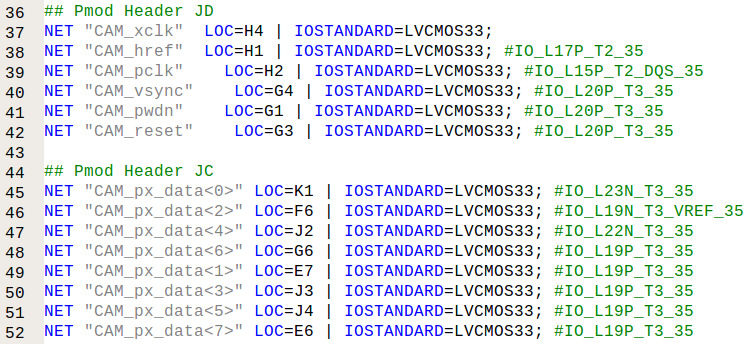 36 ## Pmod Header JD
37 NET "CAM_xclk"  LOC=H4 | IOSTANDARD=LVCMOS33;
38 NET "CAM_href"  LOC=H1 | IOSTANDARD=LVCMOS33; #IO_L17P_T2_35
39 NET "CAM_pclk"    LOC=H2 | IOSTANDARD=LVCMOS33; #IO_L15P_T2_DQS_35
40 NET "CAM_vsync"    LOC=G4 | IOSTANDARD=LVCMOS33; #IO_L20P_T3_35
41 NET "CAM_pwdn"    LOC=G1 | IOSTANDARD=LVCMOS33; #IO_L20P_T3_35
42 NET "CAM_reset"    LOC=G3 | IOSTANDARD=LVCMOS33; #IO_L20P_T3_35
43
44 ## Pmod Header JC
45 NET "CAM_px_data<0>" LOC=K1 | IOSTANDARD=LVCMOS33; #IO_L23N_T3_35
46 NET "CAM_px_data<2>" LOC=F6 | IOSTANDARD=LVCMOS33; #IO_L19N_T3_VREF_35
47 NET "CAM_px_data<4>" LOC=J2 | IOSTANDARD=LVCMOS33; #IO_L22N_T3_35
48 NET "CAM_px_data<6>" LOC=G6 | IOSTANDARD=LVCMOS33; #IO_L19P_T3_35
49 NET "CAM_px_data<1>" LOC=E7 | IOSTANDARD=LVCMOS33; #IO_L19P_T3_35
50 NET "CAM_px_data<3>" LOC=J3 | IOSTANDARD=LVCMOS33; #IO_L19P_T3_35
51 NET "CAM_px_data<5>" LOC=J4 | IOSTANDARD=LVCMOS33; #IO_L19P_T3_35
52 NET "CAM_px_data<7>" LOC=E6 | IOSTANDARD=LVCMOS33; #IO_L19P_T3_35